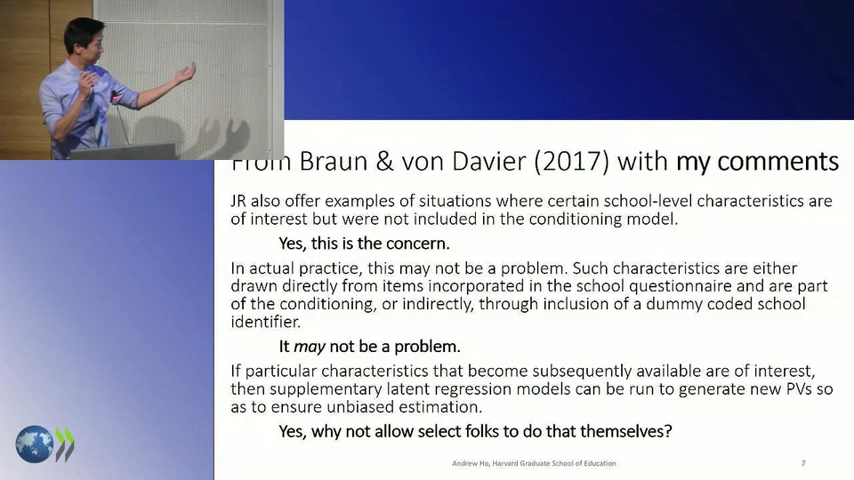 From Braun & von Davier (2017) with my comments
JR also offer examples of situations where certain school-level characteristics are
of interest but were not included in the conditioning model.
Yes, this is the concern.
In actual practice, this may not be a problem. Such characteristics are either
drawn directly from items incorporated in the school questionnaire and are part
of the conditioning, or indirectly, through inclusion of a dummy coded school
identifier.
It may not be a problem.
If particular characteristics that become subsequently available are of interest,
then supplementary latent regression models can be run to generate new PVs so
as to ensure unbiased estimation.
Yes, why not allow select folks to do that themselves?
Andrew Ho, Harvard Graduate School of Education
7